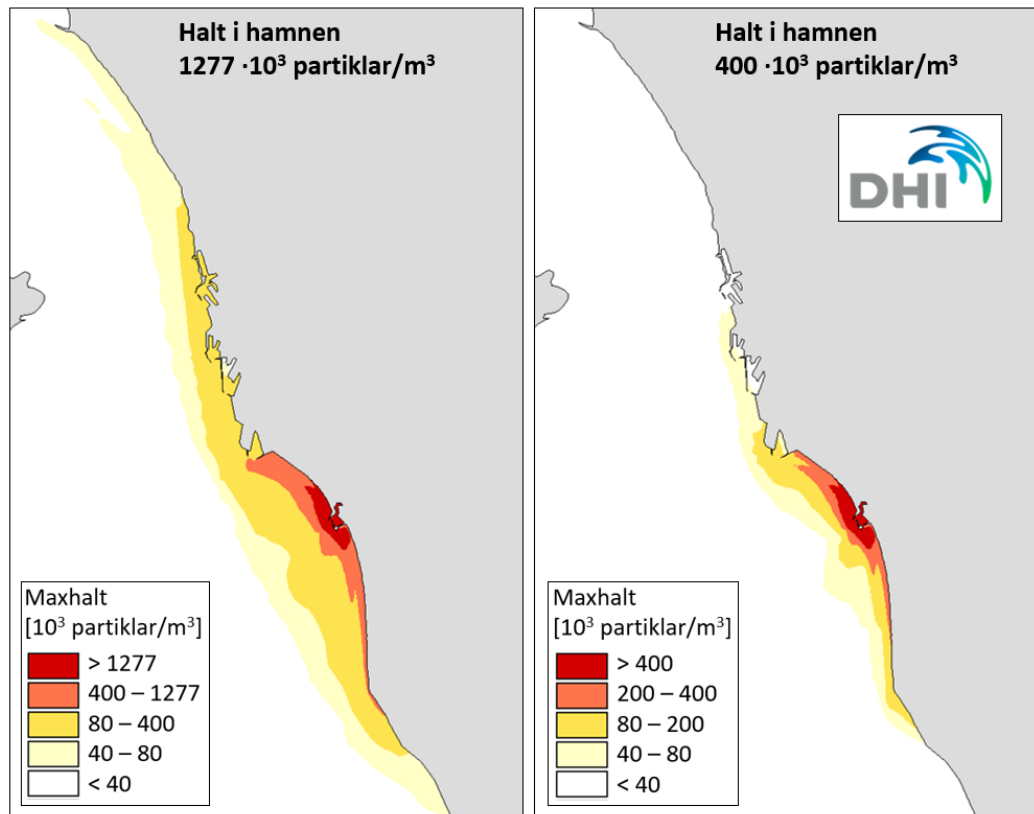 Halt i hamnen
1277 ·10³ partiklar/m³
Maxhalt
[10³ partiklar/m³]
> 1277
400 – 1277
80 – 400
40 – 80
< 40
Halt i hamnen
400 ·10³ partiklar/m³
DHI
Maxhalt
[10³ partiklar/m³]
> 400
200 – 400
80 – 200
40 – 80
< 40